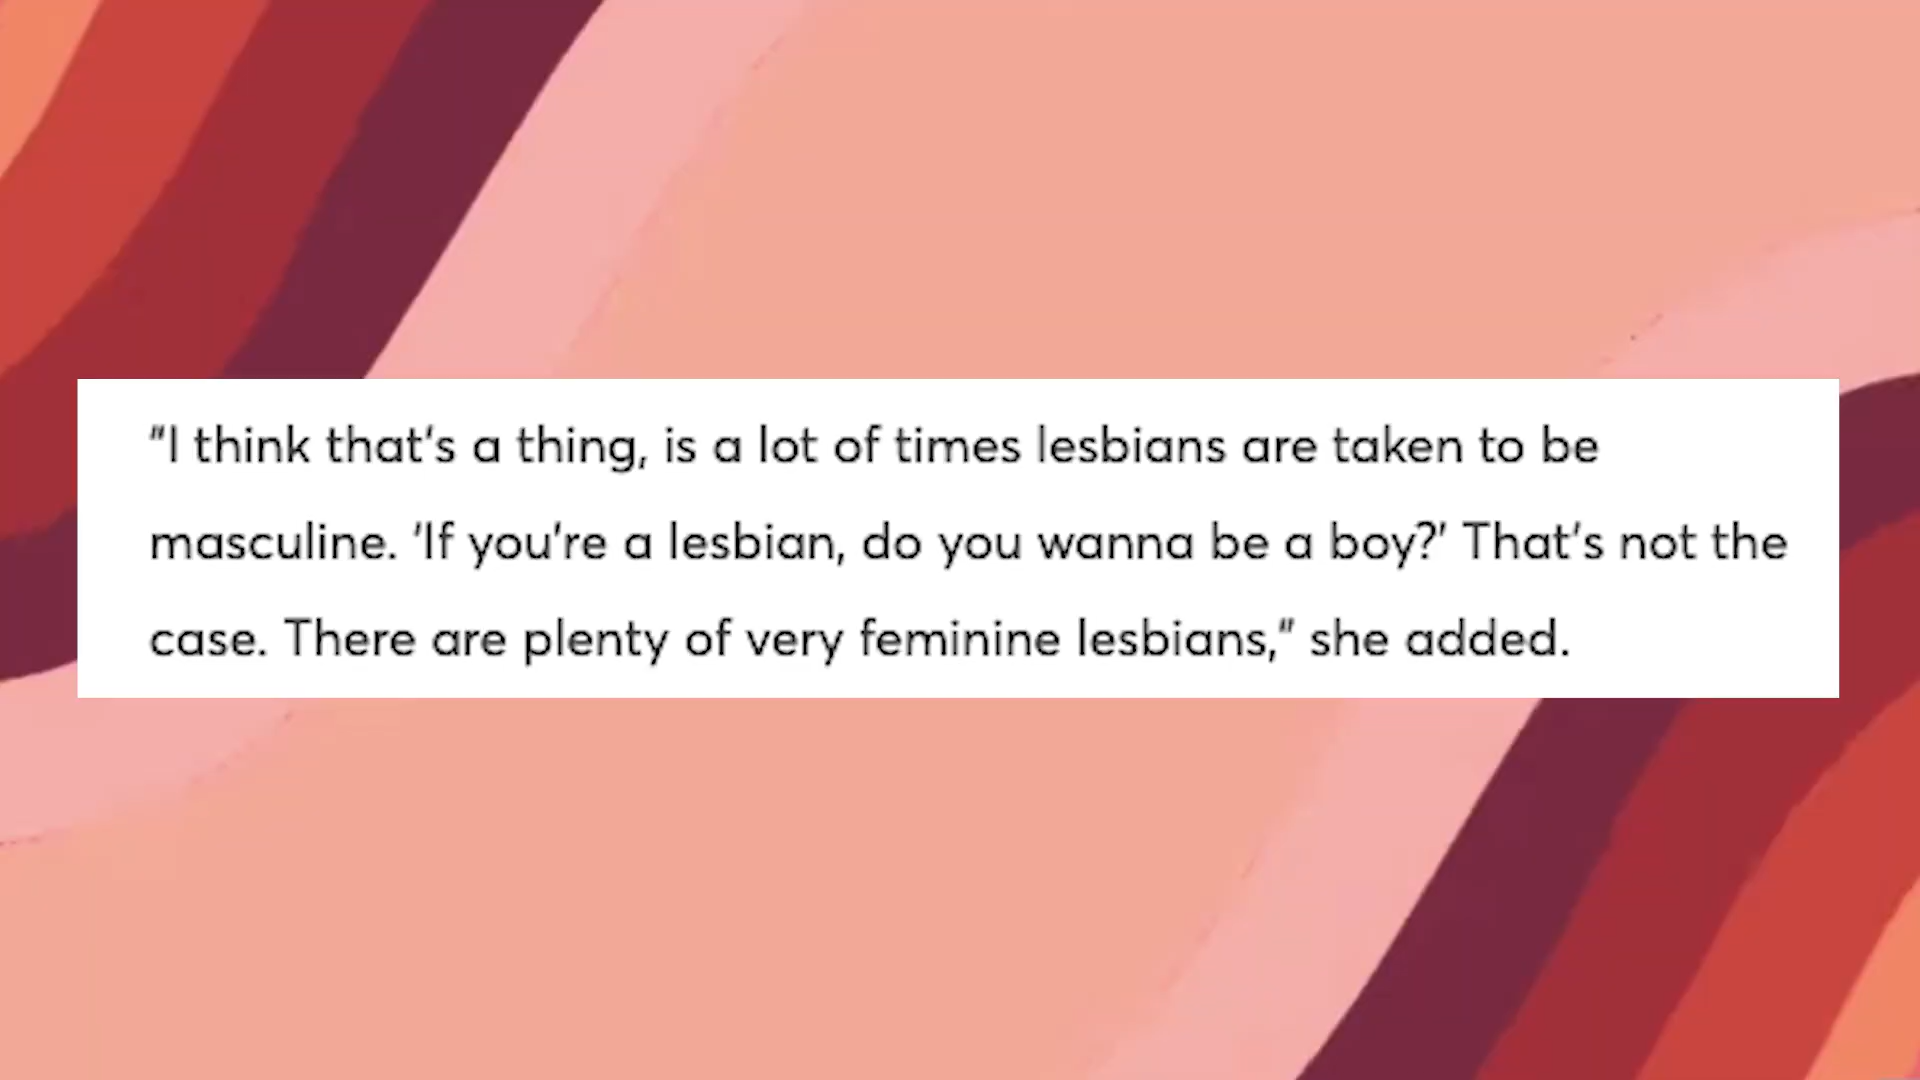 "I think that's a thing, is a lot of times lesbians are taken to be
masculine. 'If you're a lesbian, do you wanna be a boy?' That's not the
case. There are plenty of very feminine lesbians," she added.